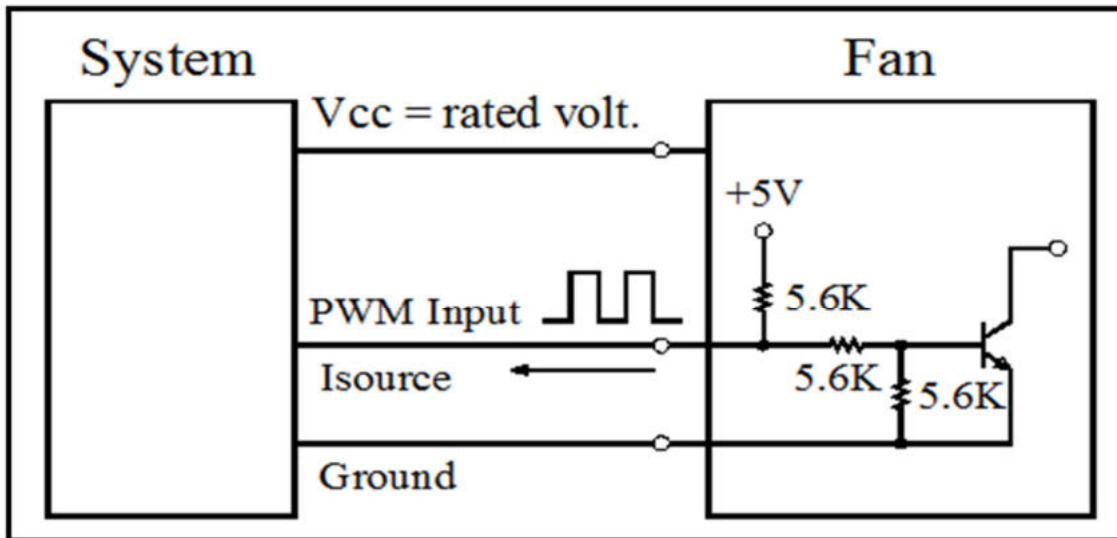 System
Fan
Vcc = rated volt.
+5V
5.6K
PWM Input
Isource
5.6K
5.6K
Ground